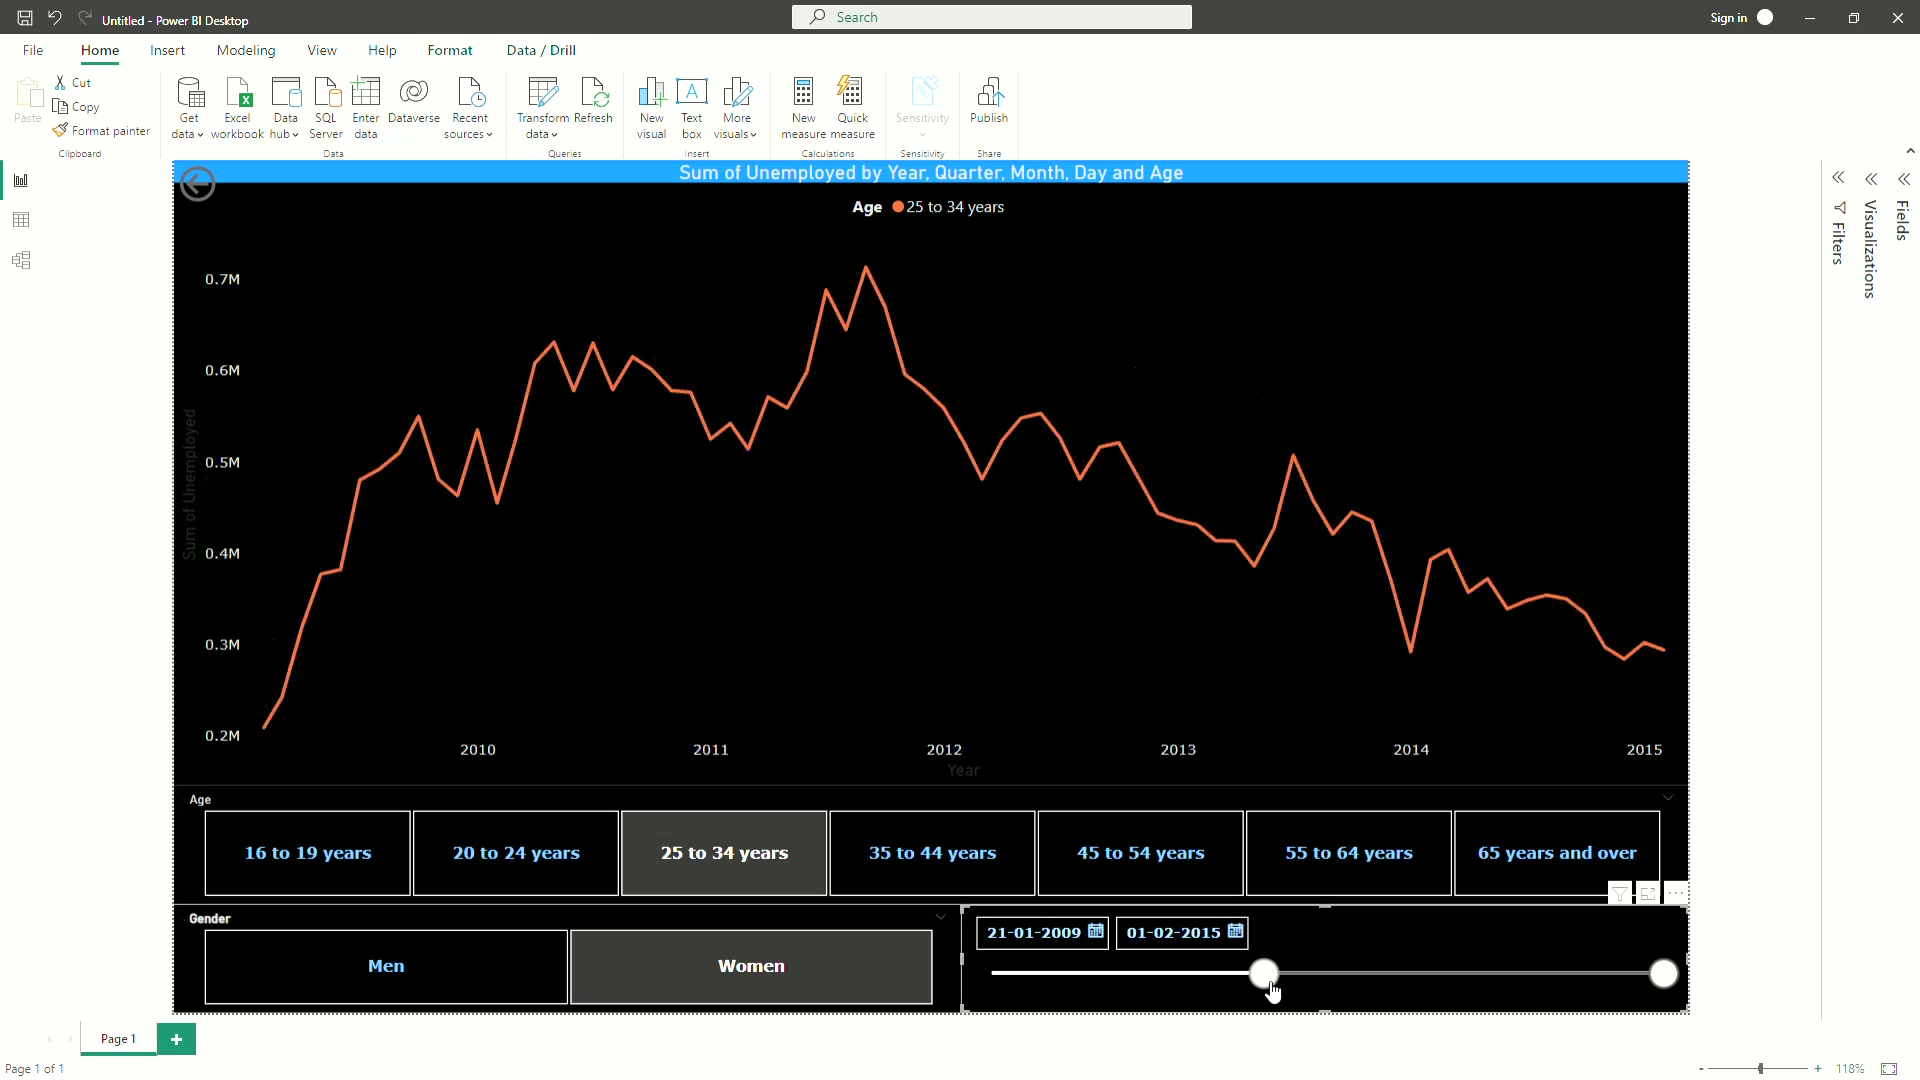 Untitled - Power BI Desktop
Search
Sign in
File Home Insert Modeling View Help Format Data / Drill
Paste
Cut
Copy
Format painter
Clipboard
Get data
Excel workbook
Data hub
SQL Server
Enter data
Dataverse
Recent sources
Data
Transform data
Refresh
Queries
New visual
Text box
More visuals
Insert
New measure
Quick measure
Calculations
Sensitivity
Sensitivity
Publish
Share
Sum of Unemployed by Year, Quarter, Month, Day and Age
Age 25 to 34 years
Sum of Unemployed
0.7M
0.6M
0.5M
0.4M
0.3M
0.2M
2010 2011 2012 2013 2014 2015
Year
Age
16 to 19 years 20 to 24 years 25 to 34 years 35 to 44 years 45 to 54 years 55 to 64 years 65 years and over
Gender
Men Women
21-01-2009 01-02-2015
Filters
Visualizations
Fields
Page 1
Page 1 of 1
118%